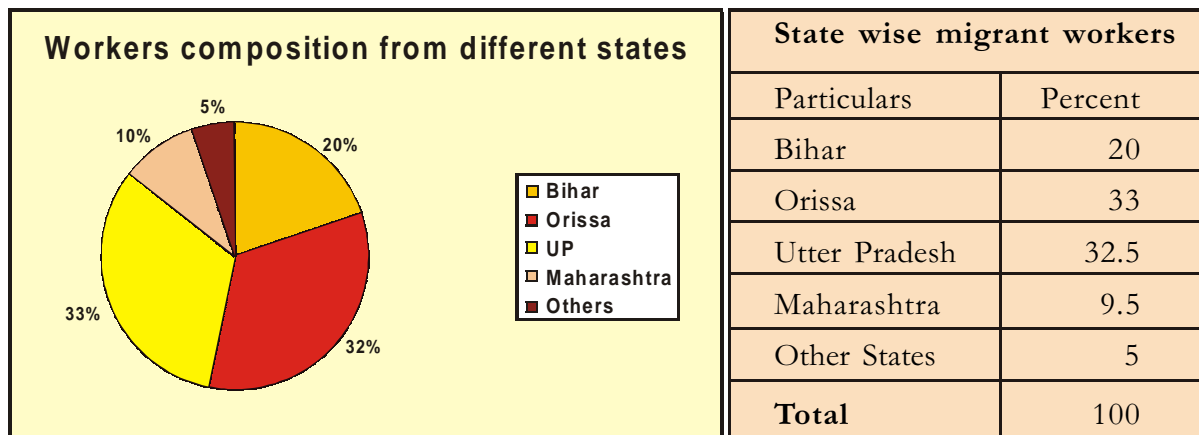 Workers composition from different states
5%
10%
20%
33%
32%
Bihar
Orissa
UP
Maharashtra
Others
State wise migrant workers
Particulars Percent
Bihar 20
Orissa 33
Utter Pradesh 32.5
Maharashtra 9.5
Other States 5
Total 100